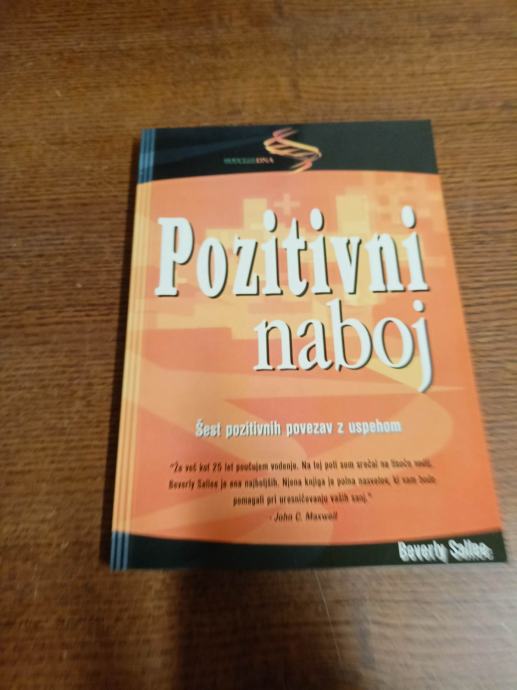 SUCCESSDNA
Pozitivni
naboj
Šest pozitivnih povezav z uspehom
"Že več kot 25 let poučujem vodenje. Na tej poti sem srečal na tisoče vodij.
Beverly Sallee je ena najboljših. Njena knjiga je polna nasvetov, ki vam bodo
pomagali pri uresničevanju vaših sanj."
- John C. Maxwell
Beverly Sallee